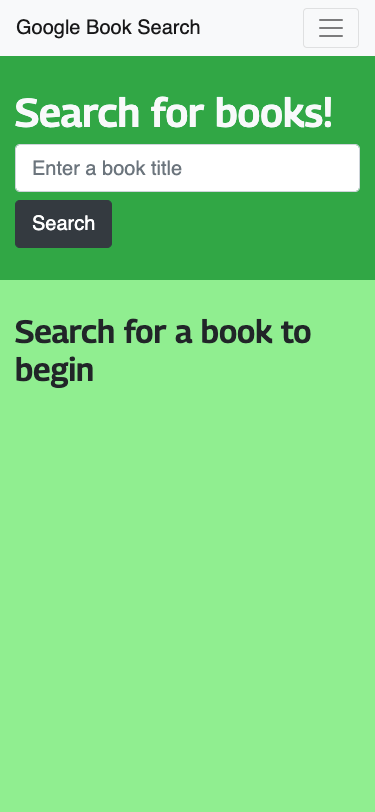 Google Book Search
Search for books!
Enter a book title
Search
Search for a book to
begin